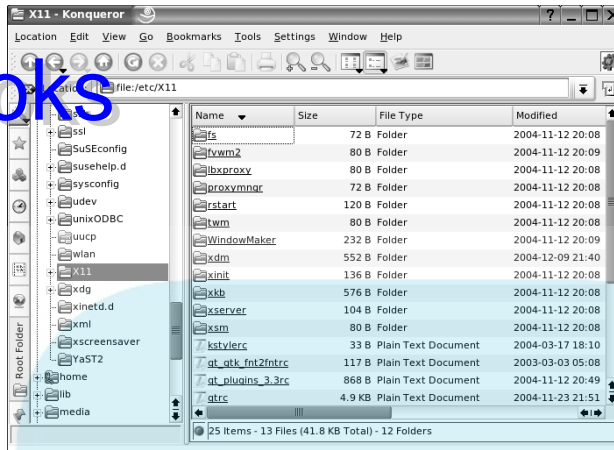 X11 - Konqueror
Location Edit View Go Bookmarks Tools Settings Window Help
oks
file:/etc/X11
Name Size File Type Modified
ssl
SuSEconfig
susehelp.d
sysconfig
udev
unixODBC
uucp
wlan
X11
xdg
xinetd.d
xml
xscreensaver
YaST2
home
lib
media
Root Folder
fs 72 B Folder 2004-11-12 20:08
fvwm2 80 B Folder 2004-11-12 20:09
lbxproxy 80 B Folder 2004-11-12 20:08
proxymngr 72 B Folder 2004-11-12 20:08
rstart 120 B Folder 2004-11-12 20:08
twm 80 B Folder 2004-11-12 20:08
WindowMaker 232 B Folder 2004-11-12 20:09
xdm 552 B Folder 2004-12-09 21:40
xinit 136 B Folder 2004-11-12 20:08
xkb 576 B Folder 2004-11-12 20:08
xserver 104 B Folder 2004-11-12 20:08
xsm 80 B Folder 2004-11-12 20:08
kstylerc 33 B Plain Text Document 2004-03-17 18:10
gt_gtk_fnt2fntrc 117 B Plain Text Document 2003-03-03 05:08
qt_plugins_3.3rc 868 B Plain Text Document 2004-11-12 20:49
qtrc 4.9 KB Plain Text Document 2004-11-23 21:51
25 Items - 13 Files (41.8 KB Total) - 12 Folders